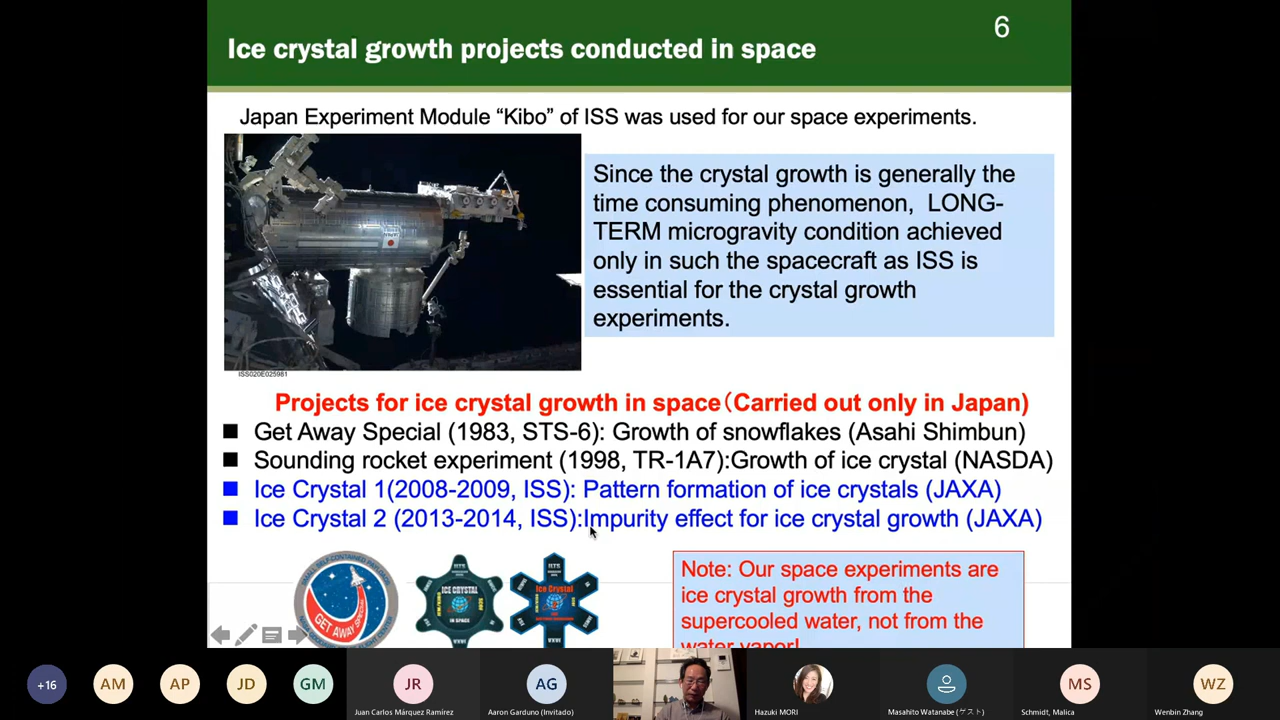 6
Ice crystal growth projects conducted in space
Japan Experiment Module “Kibo” of ISS was used for our space experiments.
Since the crystal growth is generally the
time consuming phenomenon, LONG-
TERM microgravity condition achieved
only in such the spacecraft as ISS is
essential for the crystal growth
experiments.
ISS020E025981
Projects for ice crystal growth in space(Carried out only in Japan)
■ Get Away Special (1983, STS-6): Growth of snowflakes (Asahi Shimbun)
■ Sounding rocket experiment (1998, TR-1A7):Growth of ice crystal (NASDA)
■ Ice Crystal 1(2008-2009, ISS): Pattern formation of ice crystals (JAXA)
■ Ice Crystal 2 (2013-2014, ISS):Impurity effect for ice crystal growth (JAXA)
GET AWAY SPECIAL
ICE CRYSTAL
IN SPACE
Ice Crystal
Note: Our space experiments are
ice crystal growth from the
supercooled water, not from the
water vapor!
+16
AM
AP
JD
GM
JR
Juan Carlos Márquez Ramírez
AG
Aaron Garduno (Invitado)
Hazuki MORI
Masahito Watanabe (ゲスト)
MS
Schmidt, Malica
WZ
Wenbin Zhang